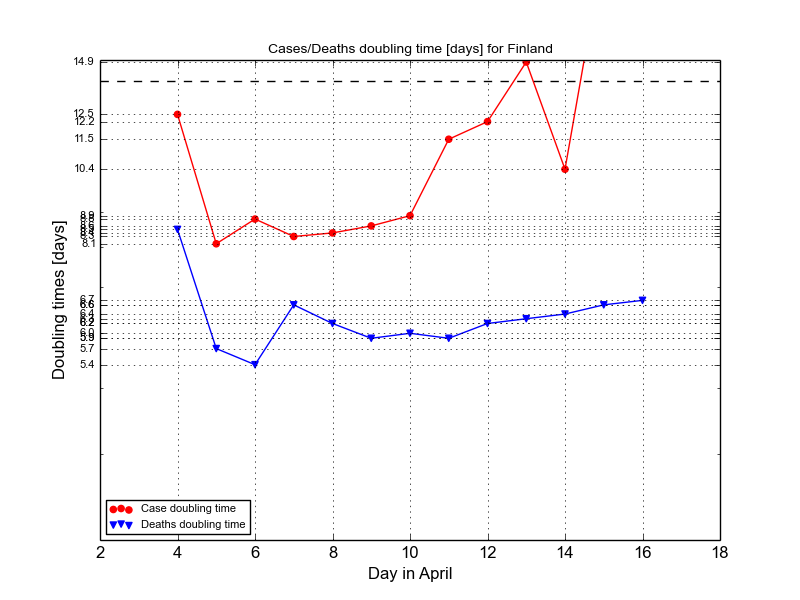 Cases/Deaths doubling time [days] for Finland
14.9
12.5
12.2
11.5
10.4
8.9
8.1
6.7
6.6
6.4
6.2
6.0
5.9
5.7
5.4
Doubling times [days]
Case doubling time
Deaths doubling time
2 4 6 8 10 12 14 16 18
Day in April